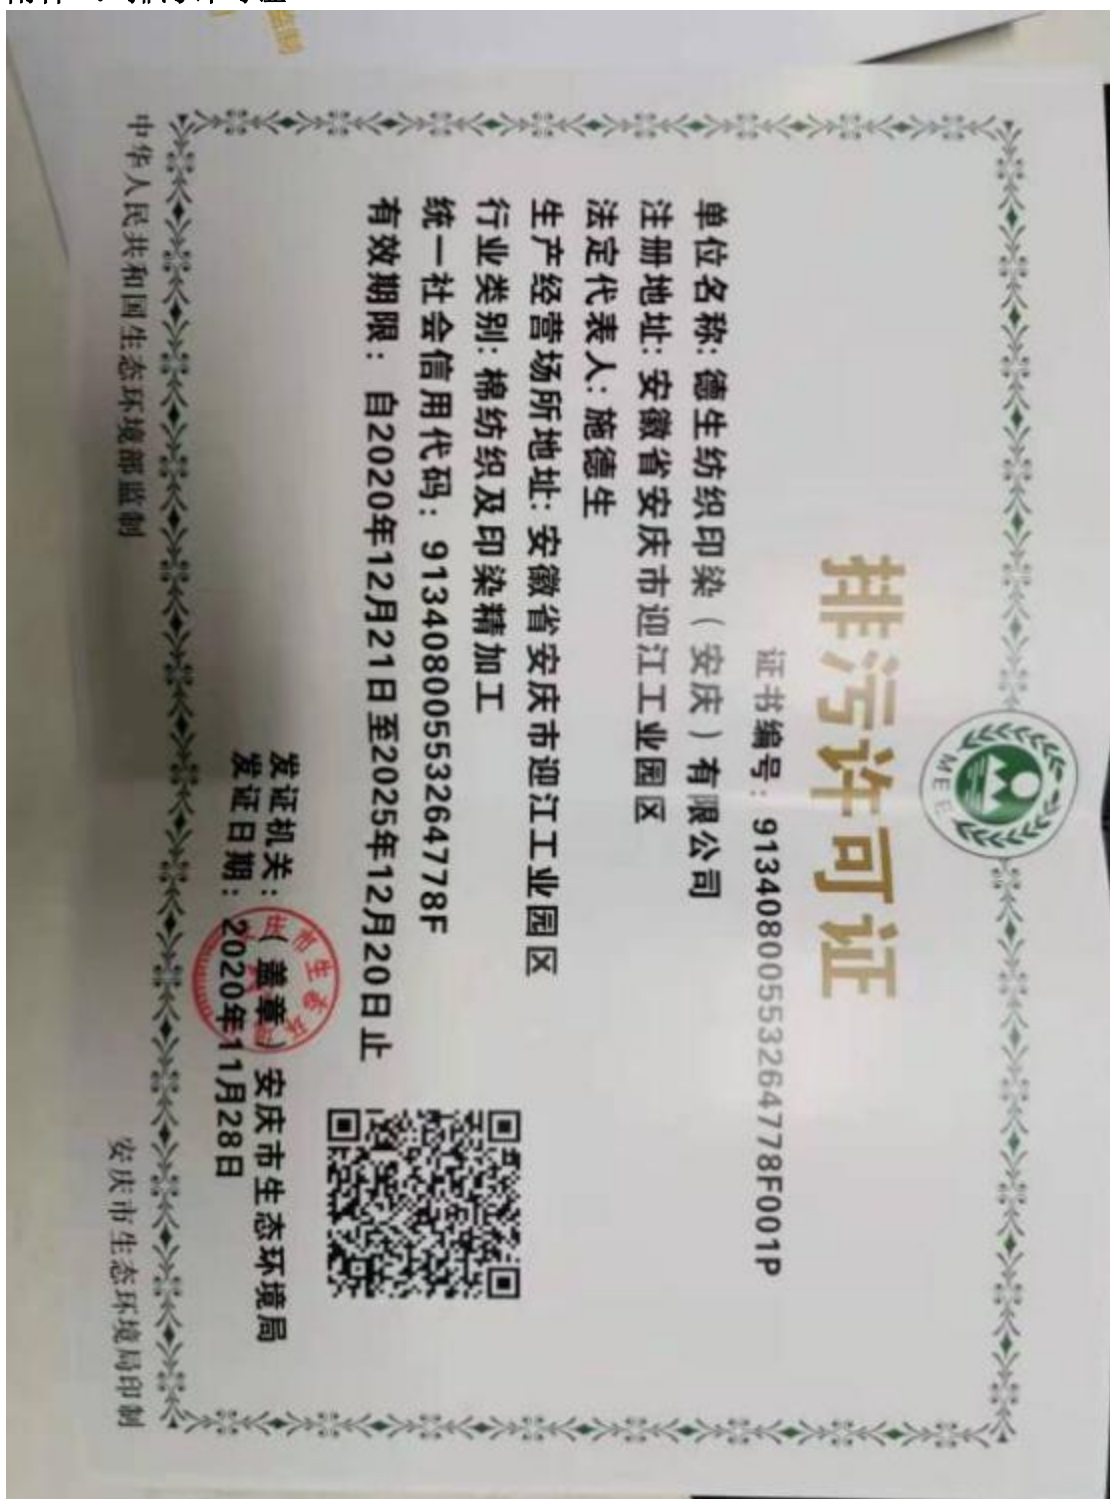 MEE
排污许可证
证书编号：913408005532647​78F001P
单位名称：德生纺织印染（安庆）有限公司
注册地址：安徽省安庆市迎江工业园区
法定代表人：施德生
生产经营场所地址：安徽省安庆市迎江工业园区
行业类别：棉纺织及印染精加工
统一社会信用代码：91340800553264778F
有效期限：自2020年12月21日至2025年12月20日止
发证机关：（盖章）安庆市生态环境局
发证日期：2020年11月28日
中华人民共和国生态环境部监制
安庆市生态环境局印制